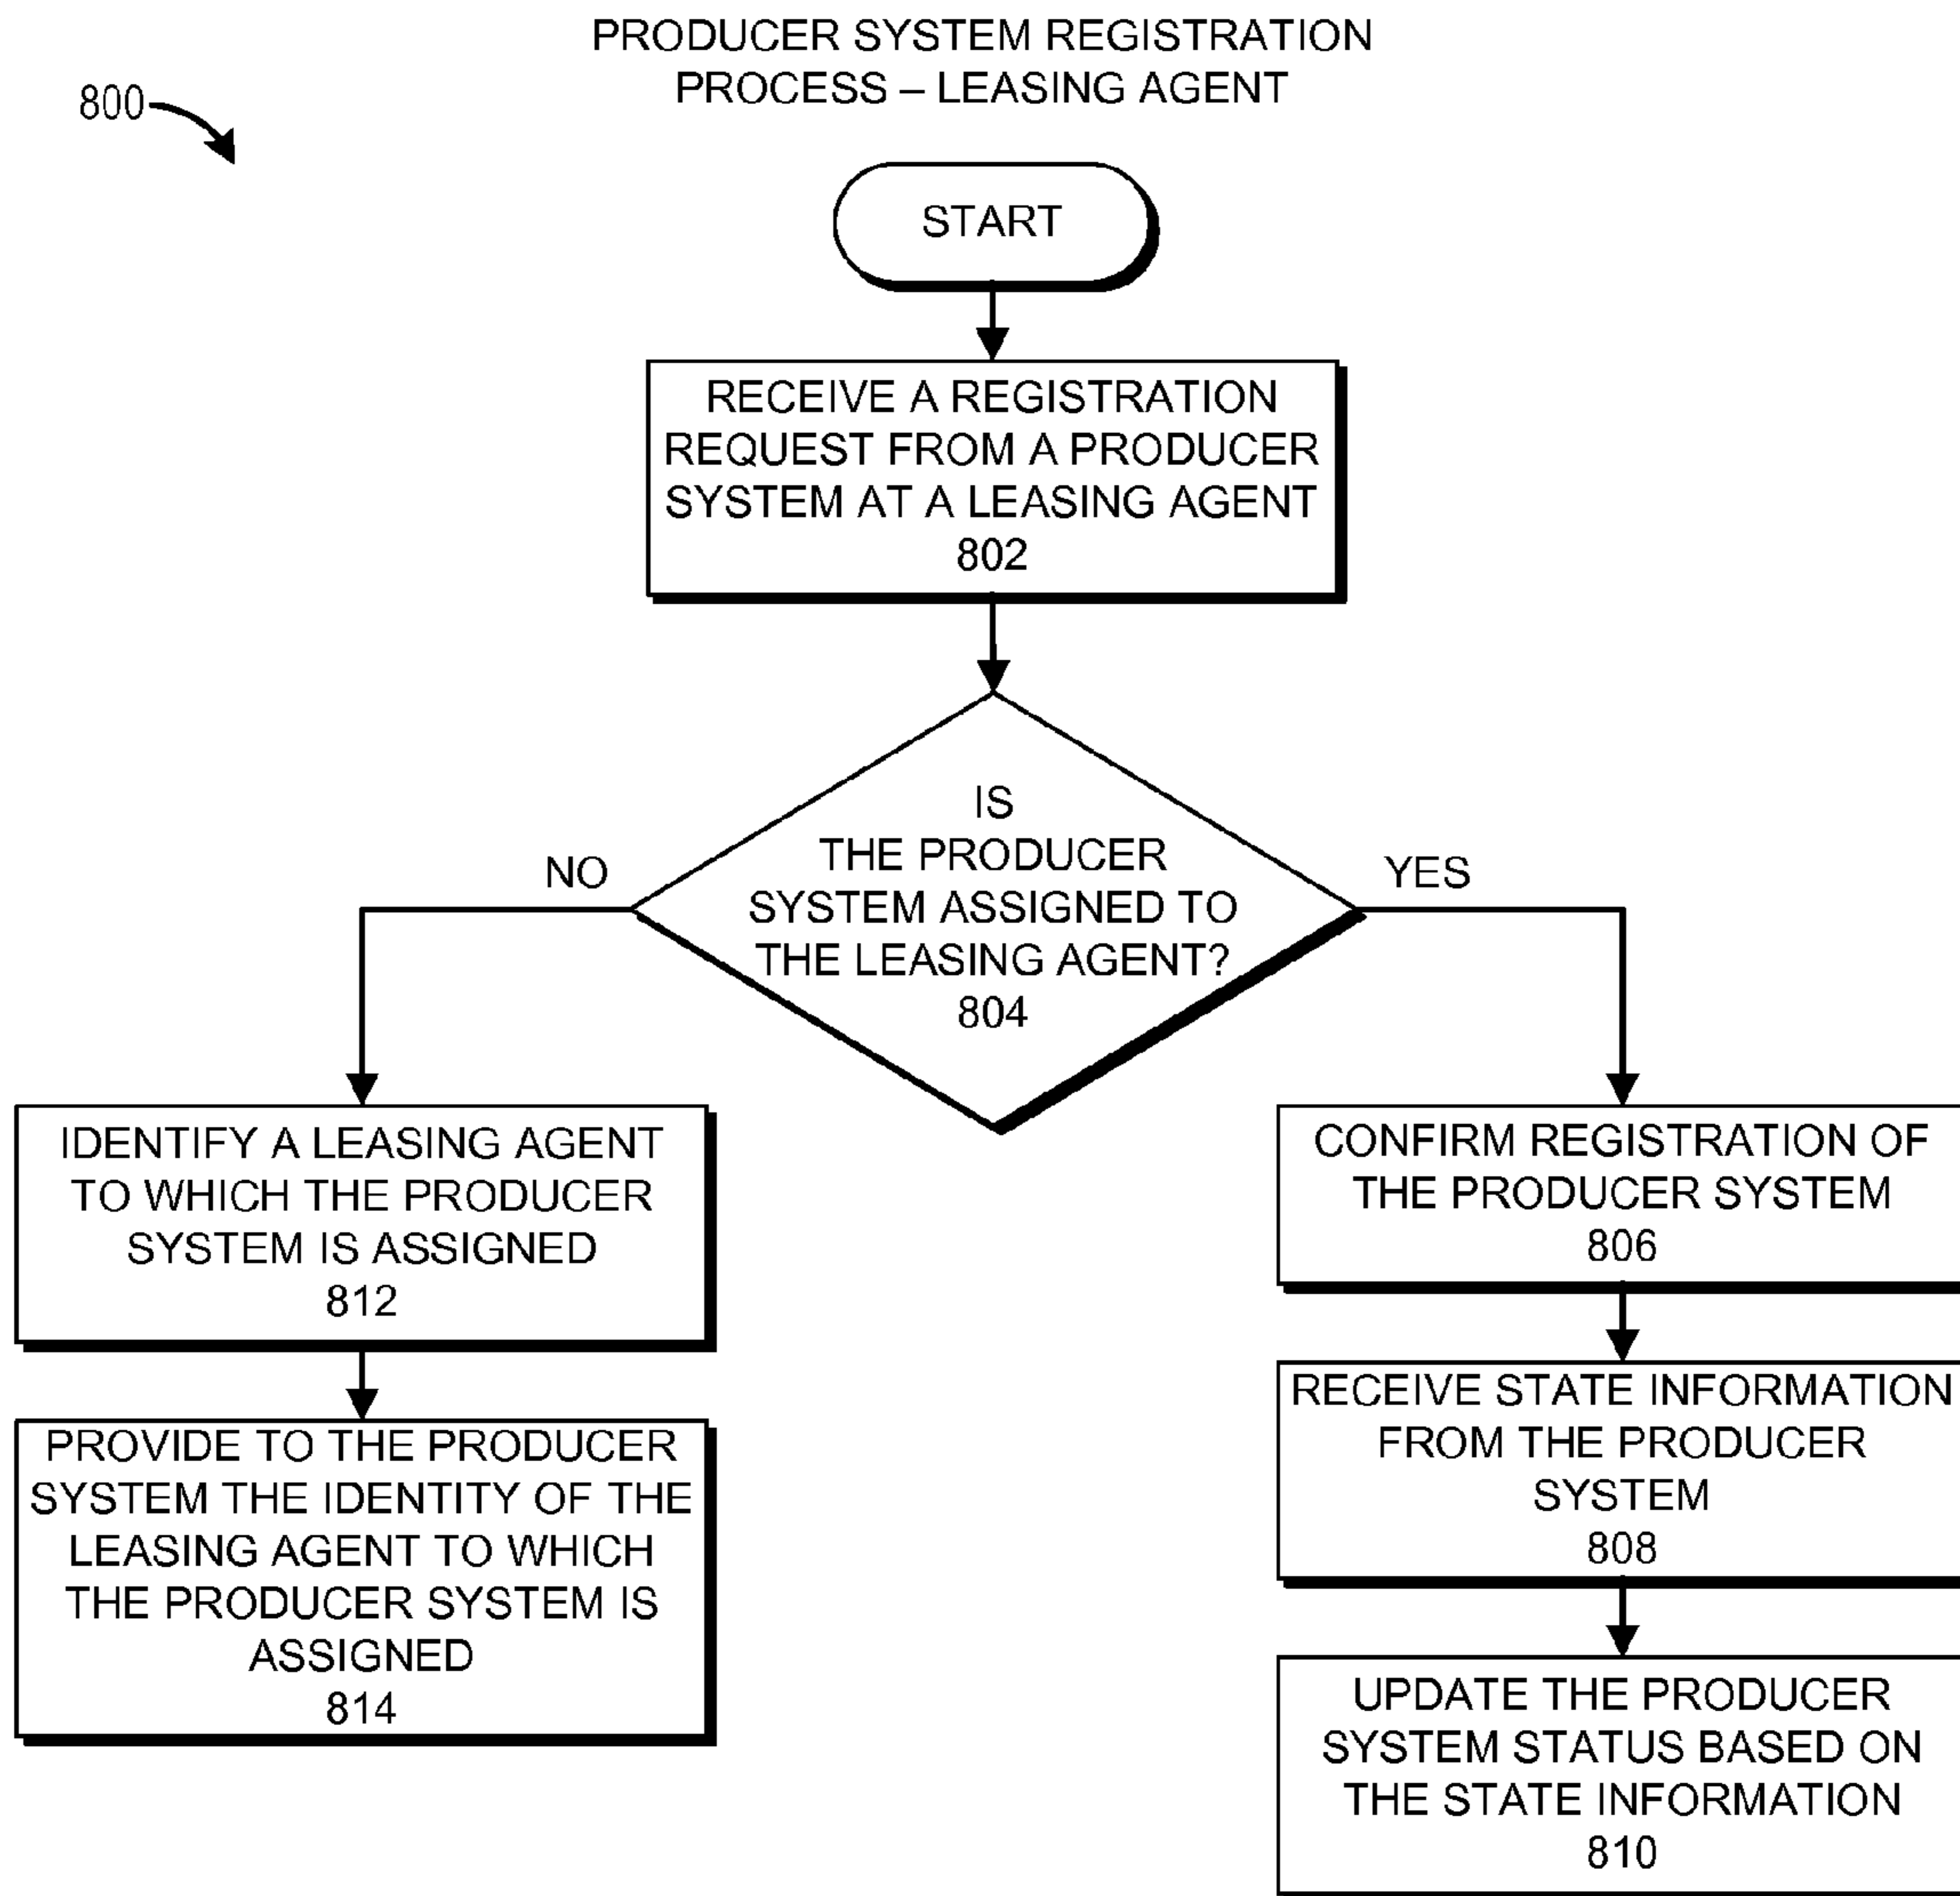 PRODUCER SYSTEM REGISTRATION
PROCESS – LEASING AGENT
800
START
RECEIVE A REGISTRATION
REQUEST FROM A PRODUCER
SYSTEM AT A LEASING AGENT
802
IS
THE PRODUCER
SYSTEM ASSIGNED TO
THE LEASING AGENT?
804
NO
YES
IDENTIFY A LEASING AGENT
TO WHICH THE PRODUCER
SYSTEM IS ASSIGNED
812
PROVIDE TO THE PRODUCER
SYSTEM THE IDENTITY OF THE
LEASING AGENT TO WHICH
THE PRODUCER SYSTEM IS
ASSIGNED
814
CONFIRM REGISTRATION OF
THE PRODUCER SYSTEM
806
RECEIVE STATE INFORMATION
FROM THE PRODUCER
SYSTEM
808
UPDATE THE PRODUCER
SYSTEM STATUS BASED ON
THE STATE INFORMATION
810